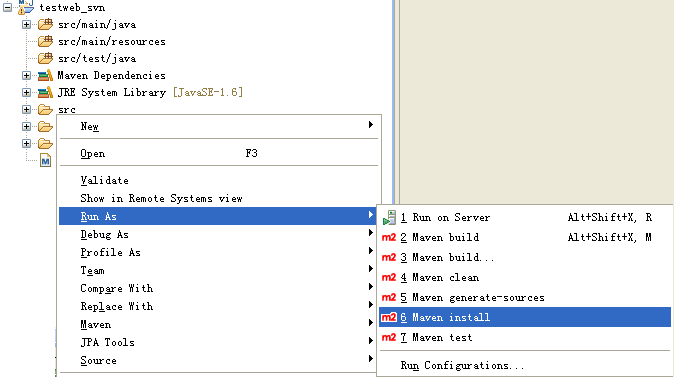 testweb_svn
src/main/java
src/main/resources
src/test/java
Maven Dependencies
JRE System Library [JavaSE-1.6]
src
New
Open F3
Validate
Show in Remote Systems view
Run As
Debug As
Profile As
Team
Compare With
Replace With
Maven
JPA Tools
Source
1 Run on Server Alt+Shift+X, R
m2 2 Maven build Alt+Shift+X, M
m2 3 Maven build...
m2 4 Maven clean
m2 5 Maven generate-sources
m2 6 Maven install
m2 7 Maven test
Run Configurations...